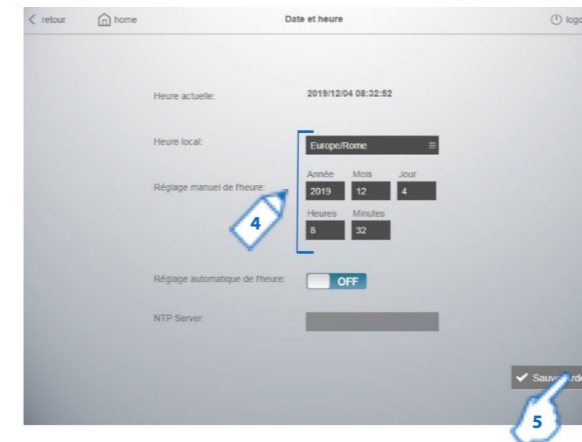 retour home Date et heure
Heure actuelle: 2019/12/04 08:32:52
Heure local: Europe/Rome
Année Mois Jour
Réglage manuel de l'heure: 2019 12 4
4
Heures Minutes
8 32
Réglage automatique de l'heure: OFF
NTP Server:
5